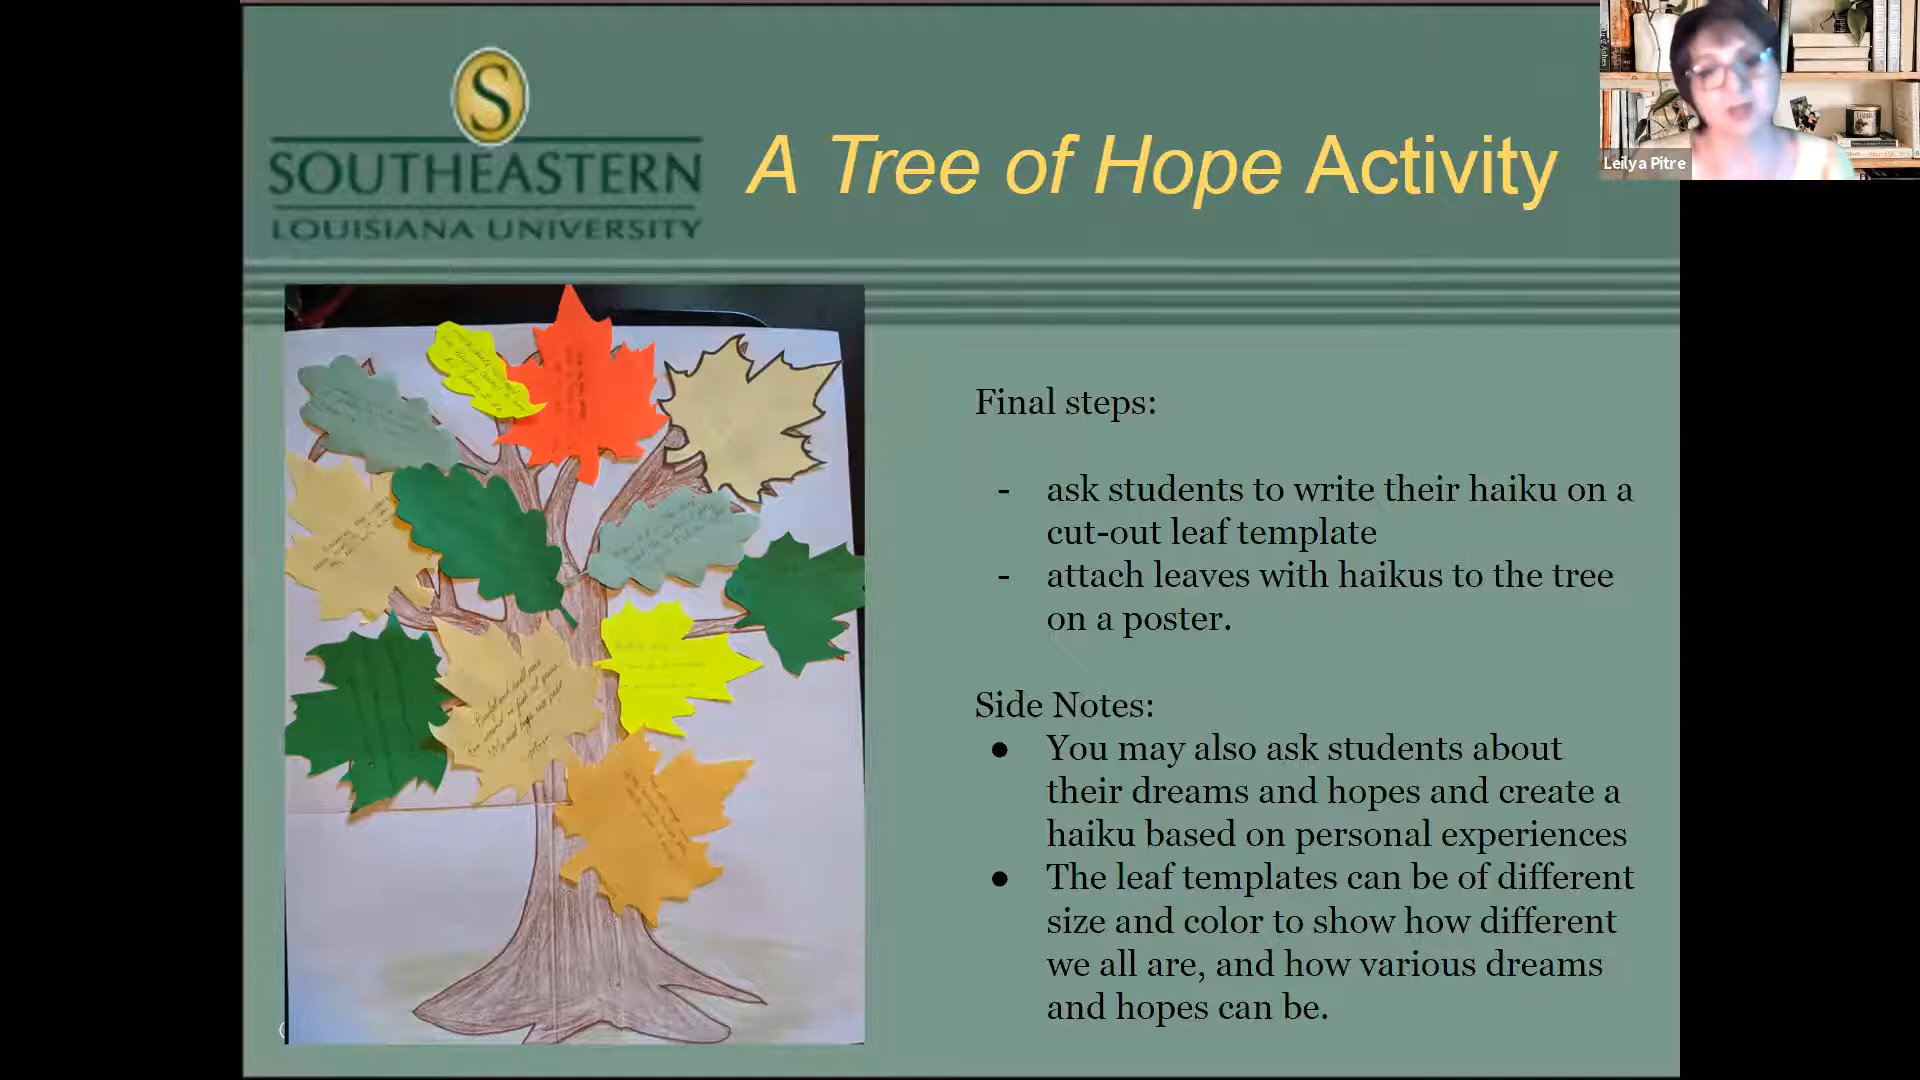 S
SOUTHEASTERN
LOUISIANA UNIVERSITY
A Tree of Hope Activity
Leilya Pitre
Final steps:
- ask students to write their haiku on a
cut-out leaf template
- attach leaves with haikus to the tree
on a poster.
Side Notes:
● You may also ask students about
their dreams and hopes and create a
haiku based on personal experiences
● The leaf templates can be of different
size and color to show how different
we all are, and how various dreams
and hopes can be.